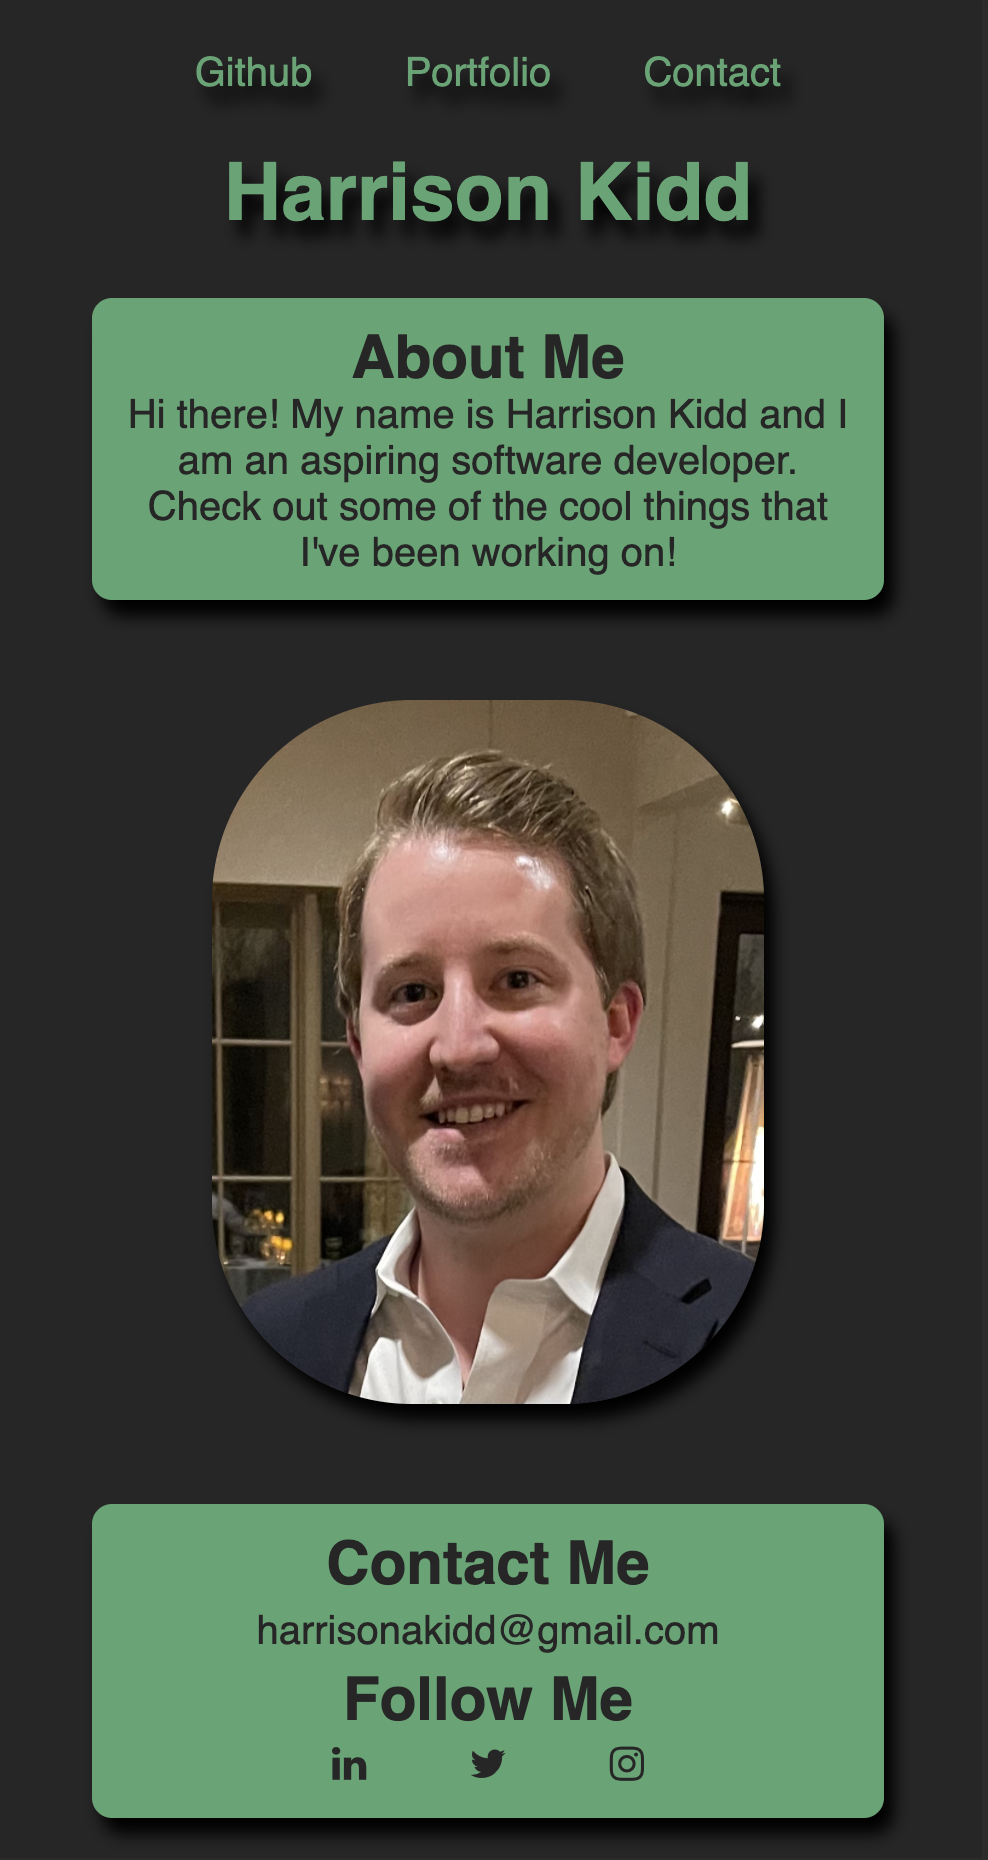 Github Portfolio Contact
Harrison Kidd
About Me
Hi there! My name is Harrison Kidd and I
am an aspiring software developer.
Check out some of the cool things that
I've been working on!
Contact Me
harrisonakidd@gmail.com
Follow Me